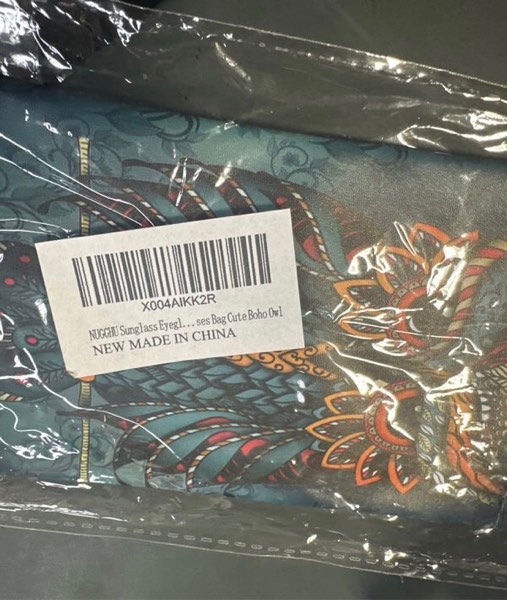 X004AIKK2R
NUGGHU Sunglass Eyegl...ses Bag Cute Boho Owl
NEW MADE IN CHINA